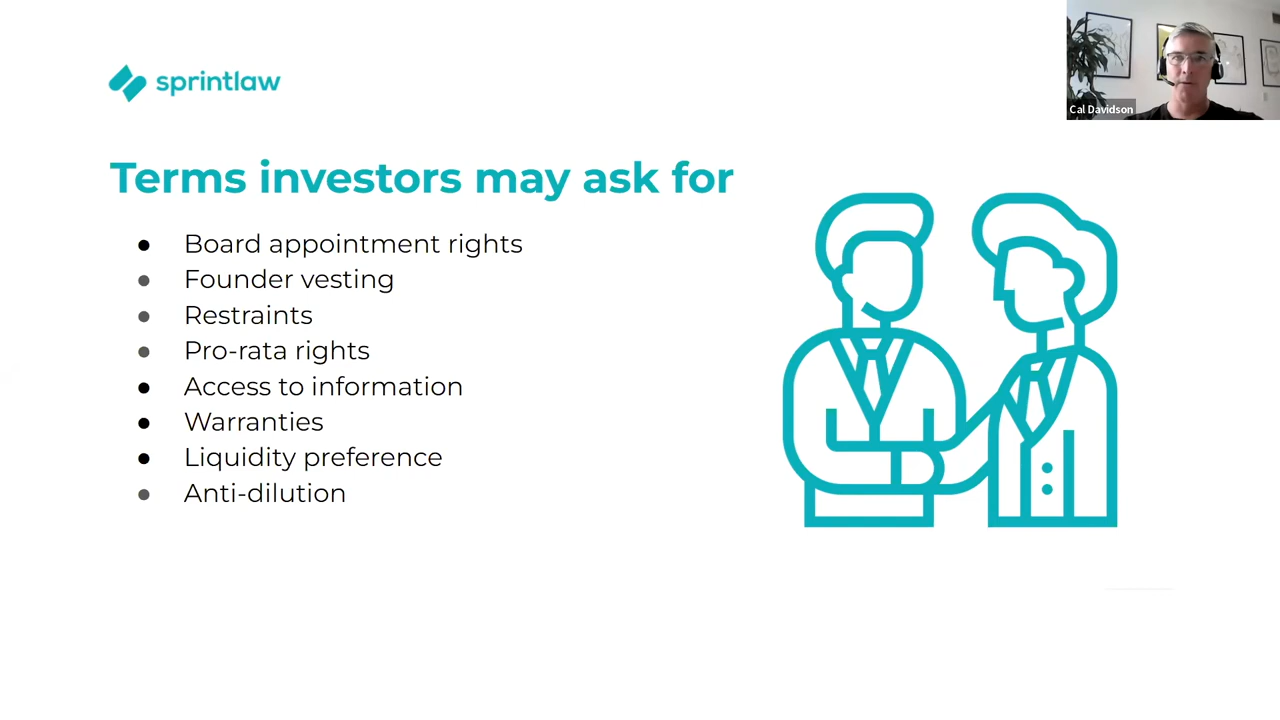 sprintlaw
Cal Davidson
Terms investors may ask for
● Board appointment rights
● Founder vesting
● Restraints
● Pro-rata rights
● Access to information
● Warranties
● Liquidity preference
● Anti-dilution